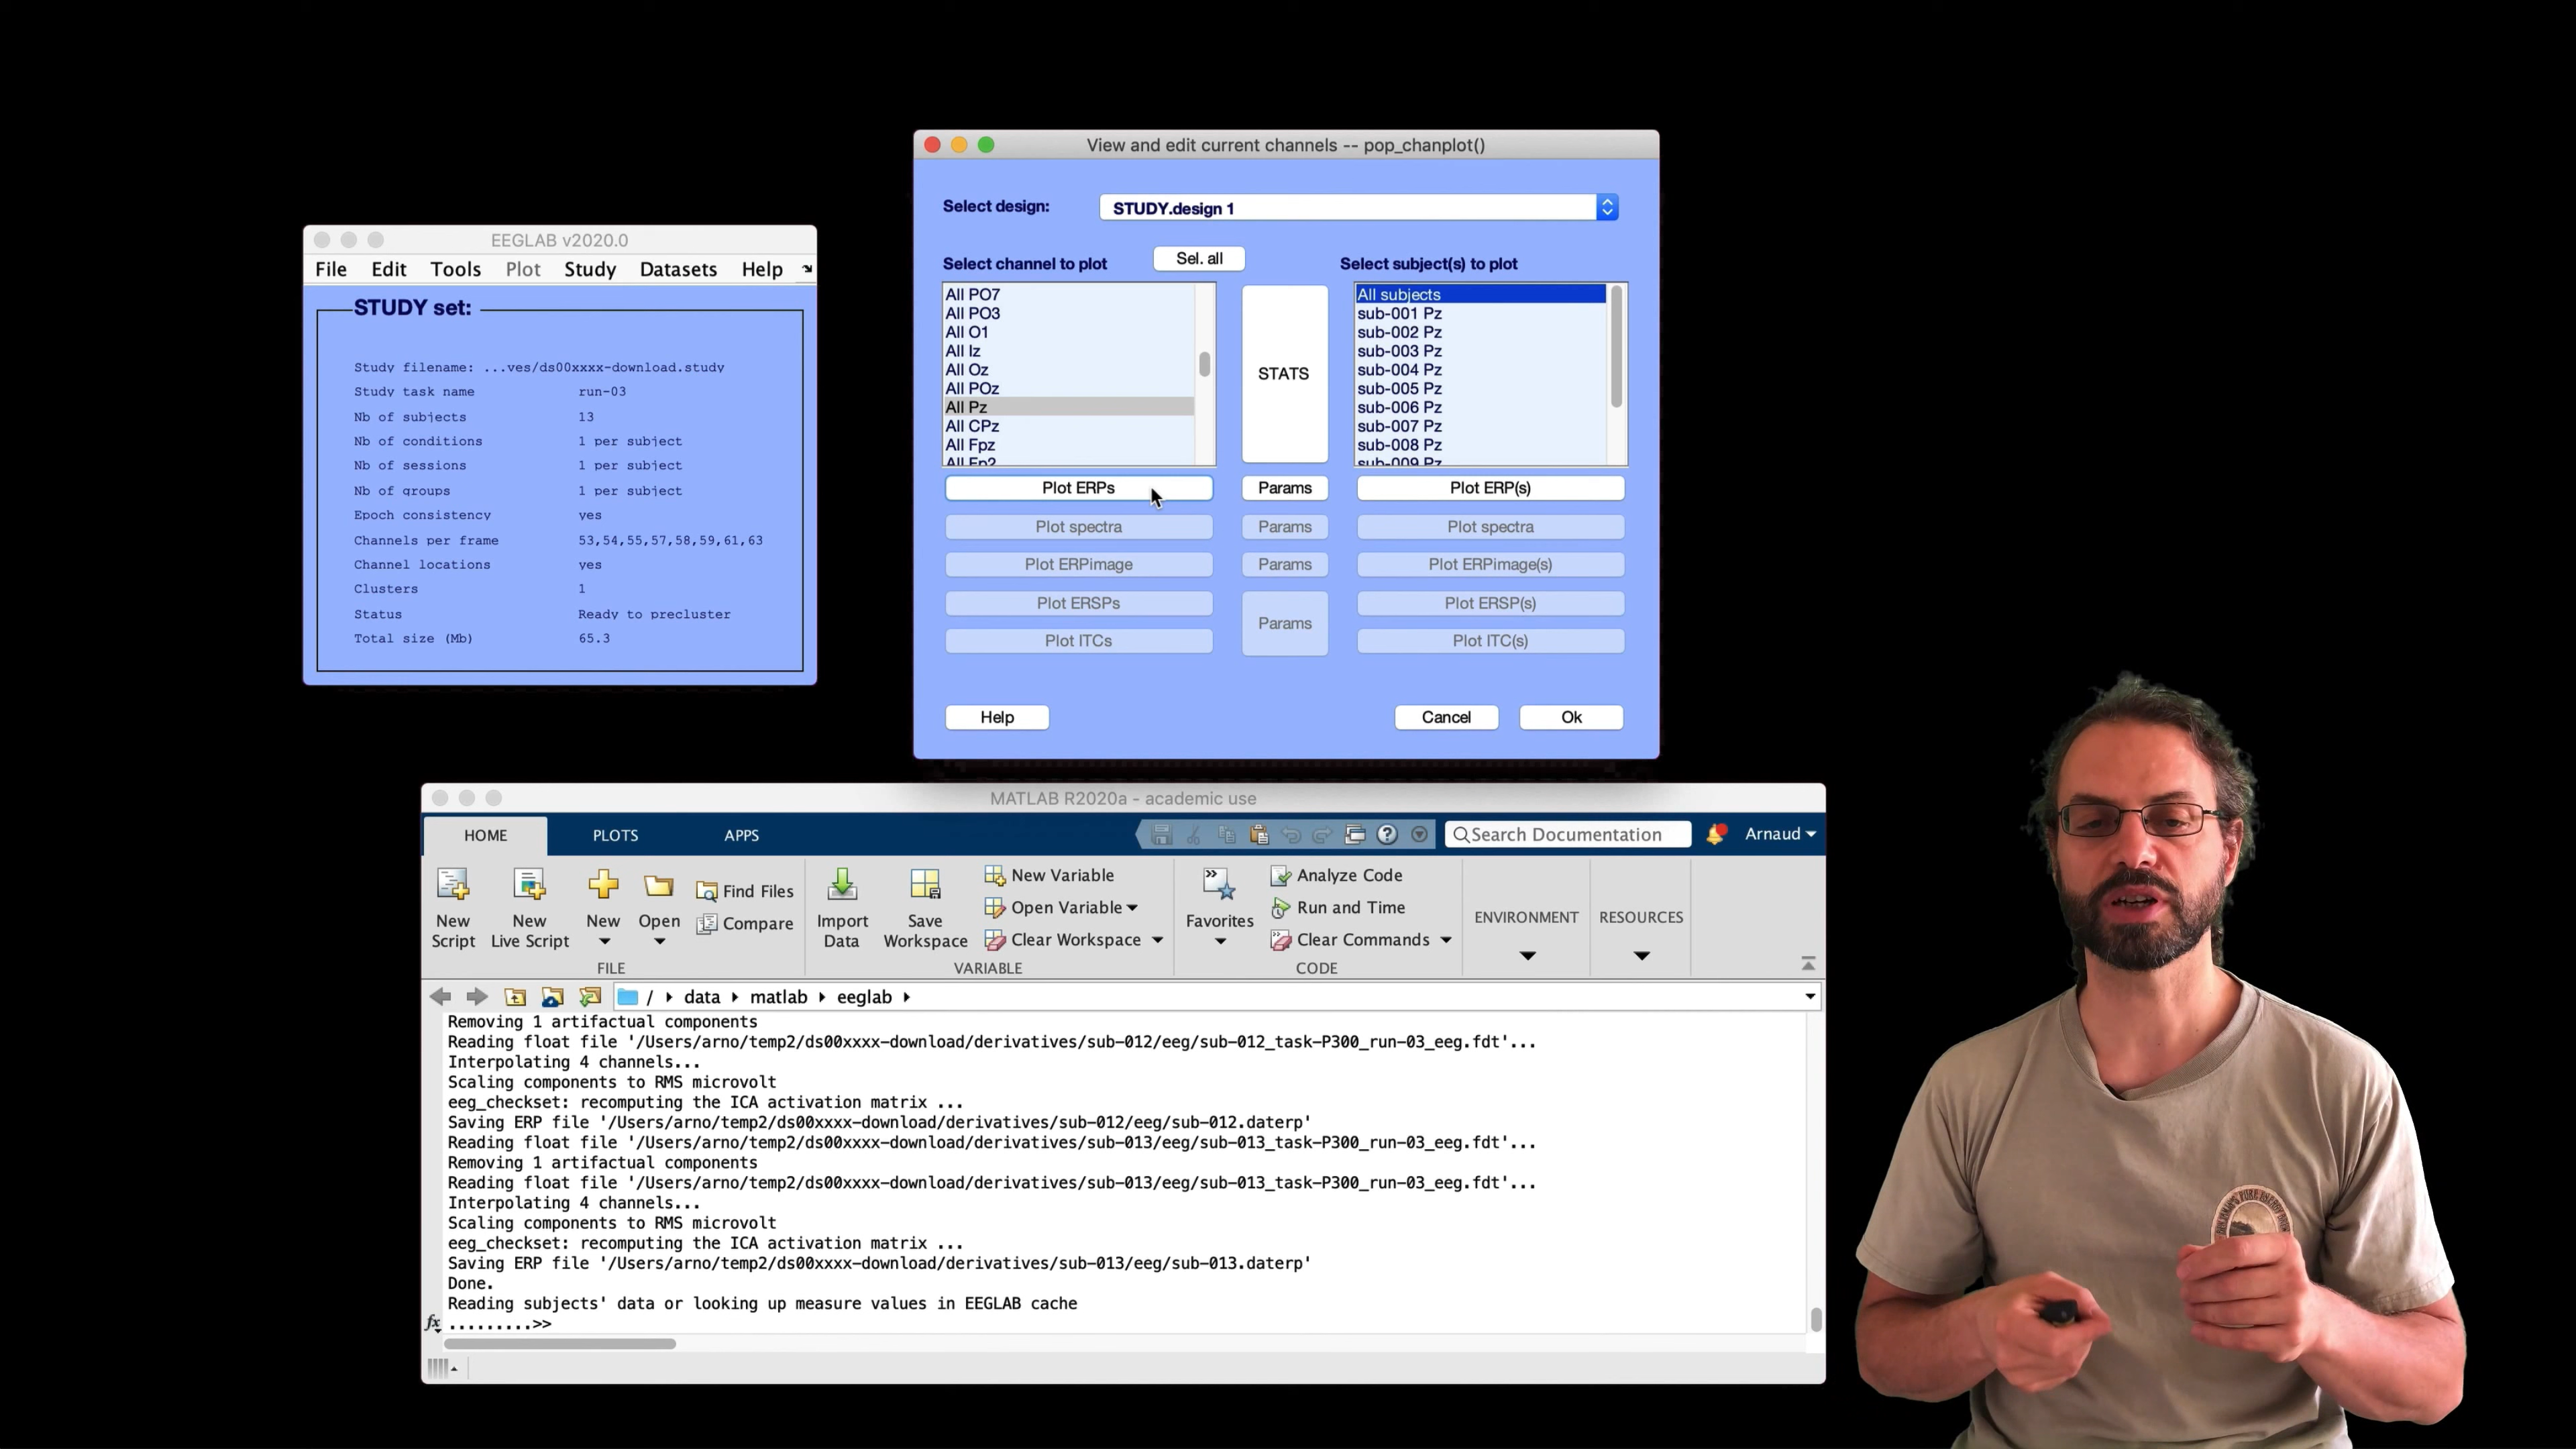 View and edit current channels -- pop_chanplot()
Select design:
STUDY.design 1
Select channel to plot
Sel. all
Select subject(s) to plot
All PO7
All PO3
All O1
All Iz
All Oz
All POz
All Pz
All CPz
All Fpz
All Fp2
STATS
All subjects
sub-001 Pz
sub-002 Pz
sub-003 Pz
sub-004 Pz
sub-005 Pz
sub-006 Pz
sub-007 Pz
sub-008 Pz
sub-009 Pz
Plot ERPs
Params
Plot ERP(s)
Plot spectra
Params
Plot spectra
Plot ERPimage
Params
Plot ERPimage(s)
Plot ERSPs
Params
Plot ERSP(s)
Plot ITCs
Plot ITC(s)
Help
Cancel
Ok
EEGLAB v2020.0
File Edit Tools Plot Study Datasets Help
STUDY set:
Study filename: ...ves/ds00xxxx-download.study
Study task name run-03
Nb of subjects 13
Nb of conditions 1 per subject
Nb of sessions 1 per subject
Nb of groups 1 per subject
Epoch consistency yes
Channels per frame 53,54,55,57,58,59,61,63
Channel locations yes
Clusters 1
Status Ready to precluster
Total size (Mb) 65.3
MATLAB R2020a - academic use
HOME PLOTS APPS
Search Documentation
Arnaud
New Script
New Live Script
New
Open
Find Files
Compare
FILE
Import Data
Save Workspace
New Variable
Open Variable
Clear Workspace
VARIABLE
Favorites
Analyze Code
Run and Time
Clear Commands
CODE
ENVIRONMENT
RESOURCES
/ data matlab eeglab
Removing 1 artifactual components
Reading float file '/Users/arno/temp2/ds00xxxx-download/derivatives/sub-012/eeg/sub-012_task-P300_run-03_eeg.fdt'...
Interpolating 4 channels...
Scaling components to RMS microvolt
eeg_checkset: recomputing the ICA activation matrix ...
Saving ERP file '/Users/arno/temp2/ds00xxxx-download/derivatives/sub-012/eeg/sub-012.daterp'
Reading float file '/Users/arno/temp2/ds00xxxx-download/derivatives/sub-013/eeg/sub-013_task-P300_run-03_eeg.fdt'...
Removing 1 artifactual components
Reading float file '/Users/arno/temp2/ds00xxxx-download/derivatives/sub-013/eeg/sub-013_task-P300_run-03_eeg.fdt'...
Interpolating 4 channels...
Scaling components to RMS microvolt
eeg_checkset: recomputing the ICA activation matrix ...
Saving ERP file '/Users/arno/temp2/ds00xxxx-download/derivatives/sub-013/eeg/sub-013.daterp'
Done.
Reading subjects' data or looking up measure values in EEGLAB cache
fx .........>>